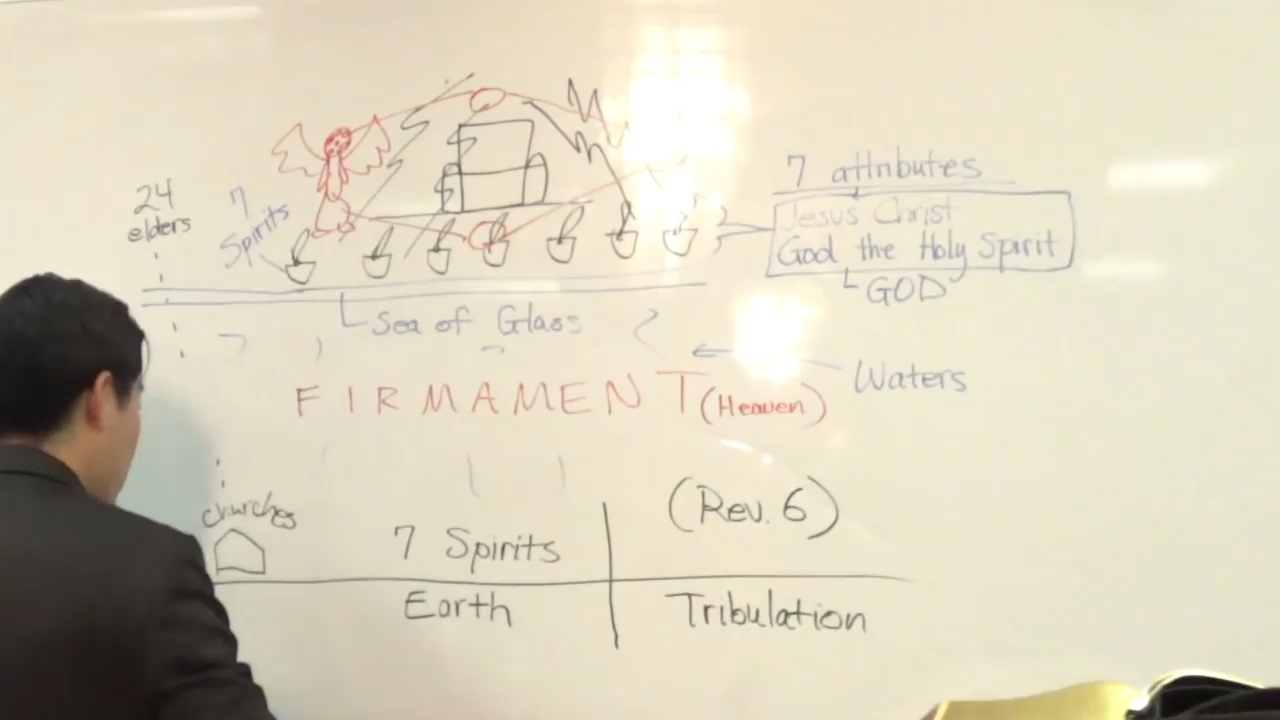 7 attributes
24
elders
7
Spirits
Jesus Christ
God the Holy Spirit
GOD
Sea of Glass
Waters
FIRMAMENT (Heaven)
(Rev. 6)
churches
7 Spirits
Earth
Tribulation